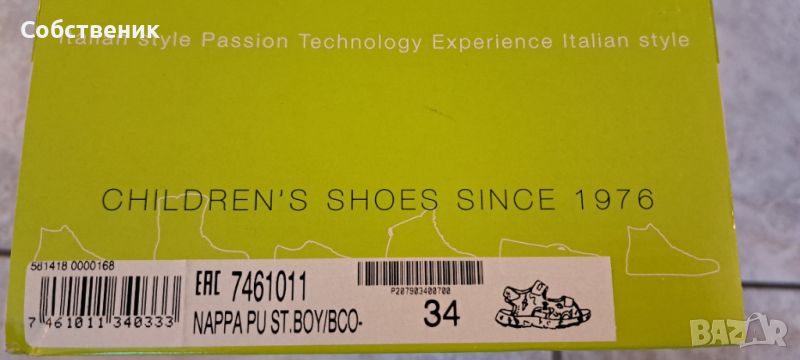 Собственик
Italian style Passion Technology Experience Italian style
CHILDREN'S SHOES SINCE 1976
581418 0000168
EAC 7461011
P207903400700
7 461011 340333
NAPPA PU ST.BOY/BCO-
34
BAZAR